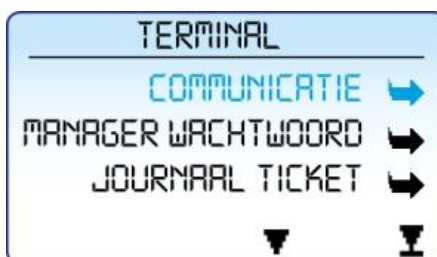 TERMINAL
COMMUNICATIE
MANAGER WACHTWOORD
JOURNAAL TICKET